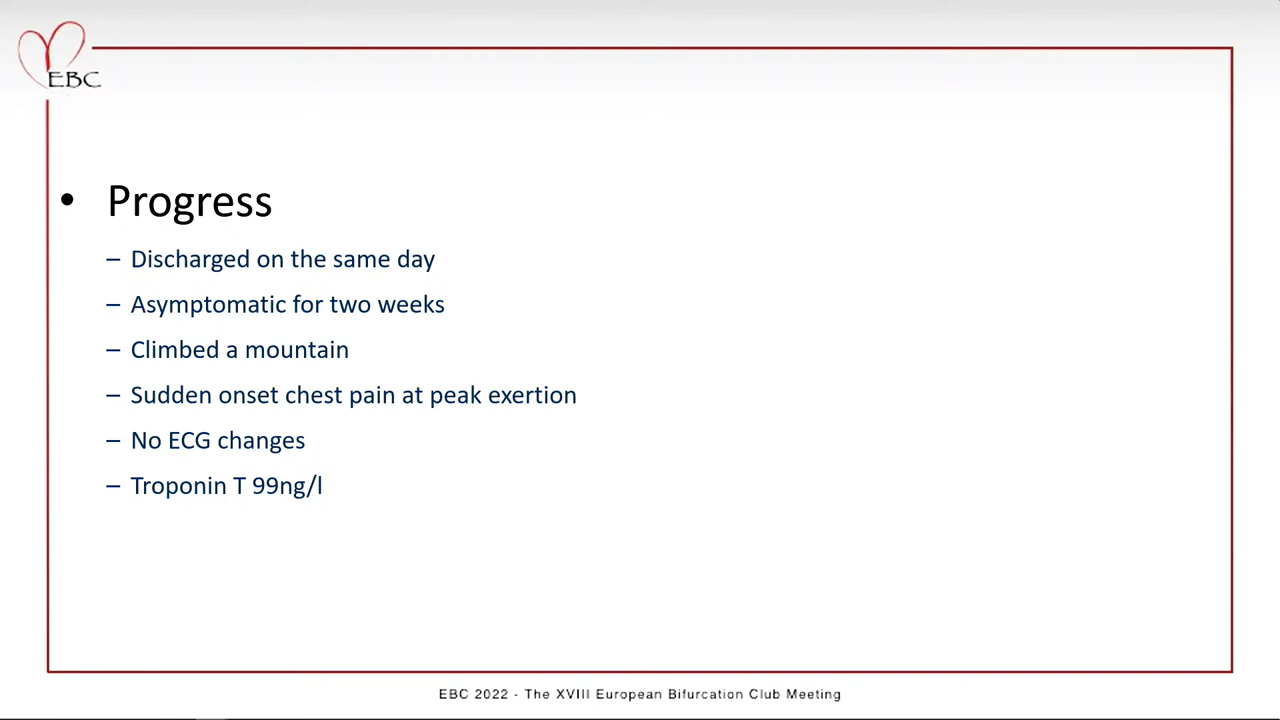 EBC
• Progress
– Discharged on the same day
– Asymptomatic for two weeks
– Climbed a mountain
– Sudden onset chest pain at peak exertion
– No ECG changes
– Troponin T 99ng/l
EBC 2022 - The XVIII European Bifurcation Club Meeting